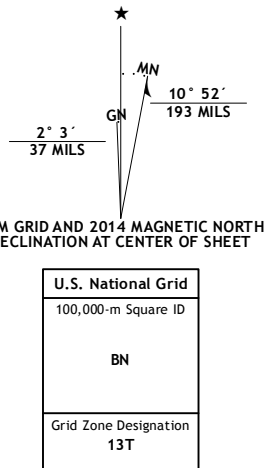 MN
GN
10° 52´
193 MILS
2° 3´
37 MILS
M GRID AND 2014 MAGNETIC NORTH
ECLINATION AT CENTER OF SHEET
U.S. National Grid
100,000-m Square ID
BN
Grid Zone Designation
13T